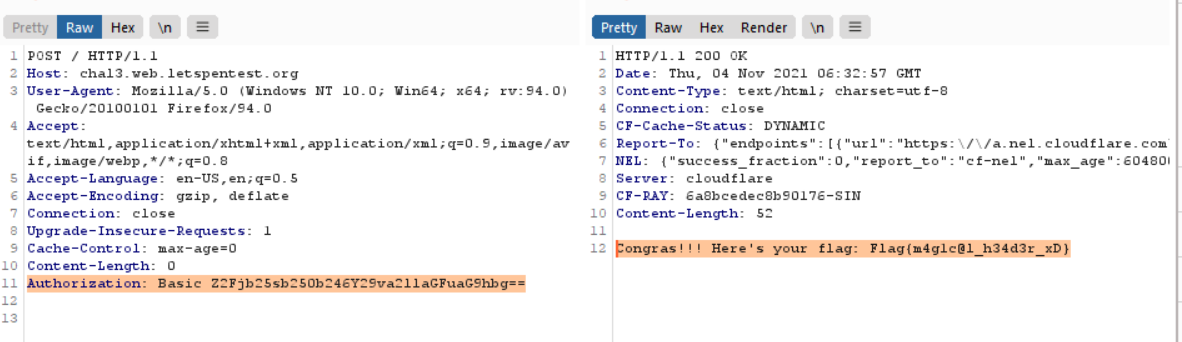 Pretty Raw Hex \n
1 POST / HTTP/1.1
2 Host: chal3.web.letspentest.org
3 User-Agent: Mozilla/5.0 (Windows NT 10.0; Win64; x64; rv:94.0)
Gecko/20100101 Firefox/94.0
4 Accept:
text/html,application/xhtml+xml,application/xml;q=0.9,image/av
if,image/webp,*/*;q=0.8
5 Accept-Language: en-US,en;q=0.5
6 Accept-Encoding: gzip, deflate
7 Connection: close
8 Upgrade-Insecure-Requests: 1
9 Cache-Control: max-age=0
10 Content-Length: 0
11 Authorization: Basic Z2Fjb25sb250b246Y29va2llaGFuaG9hbg==
12
13
Pretty Raw Hex Render \n
1 HTTP/1.1 200 OK
2 Date: Thu, 04 Nov 2021 06:32:57 GMT
3 Content-Type: text/html; charset=utf-8
4 Connection: close
5 CF-Cache-Status: DYNAMIC
6 Report-To: {"endpoints":[{"url":"https:\/\/a.nel.cloudflare.com
7 NEL: {"success_fraction":0,"report_to":"cf-nel","max_age":60480
8 Server: cloudflare
9 CF-RAY: 6a8bcedec8b90176-SIN
10 Content-Length: 52
11
12 Congras!!! Here's your flag: Flag{m4g1c@l_h34d3r_xD}